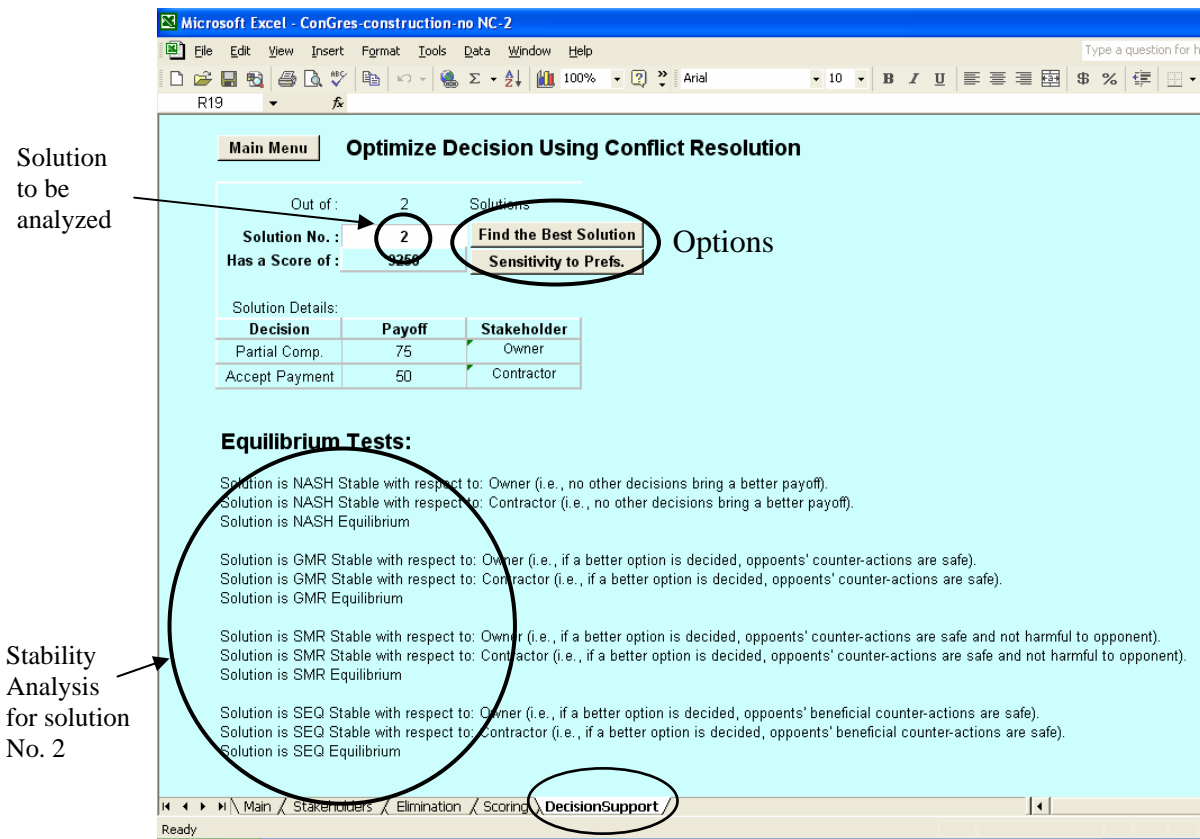 Microsoft Excel - ConGres-construction-no NC-2
File Edit View Insert Format Tools Data Window Help
Type a question for h
100% Arial 10 B I U $ %
R19 fx
Main Menu Optimize Decision Using Conflict Resolution
Solution
to be
analyzed
Out of : 2 Solutions
Solution No. : 2 Find the Best Solution
Options
Has a Score of : 9250 Sensitivity to Prefs.
Solution Details:
Decision Payoff Stakeholder
Partial Comp. 75 Owner
Accept Payment 50 Contractor
Equilibrium Tests:
Solution is NASH Stable with respect to: Owner (i.e., no other decisions bring a better payoff).
Solution is NASH Stable with respect to: Contractor (i.e., no other decisions bring a better payoff).
Solution is NASH Equilibrium
Solution is GMR Stable with respect to: Owner (i.e., if a better option is decided, oppoents' counter-actions are safe).
Solution is GMR Stable with respect to: Contractor (i.e., if a better option is decided, oppoents' counter-actions are safe).
Solution is GMR Equilibrium
Solution is SMR Stable with respect to: Owner (i.e., if a better option is decided, oppoents' counter-actions are safe and not harmful to opponent).
Solution is SMR Stable with respect to: Contractor (i.e., if a better option is decided, oppoents' counter-actions are safe and not harmful to opponent).
Solution is SMR Equilibrium
Stability
Analysis
for solution
No. 2
Solution is SEQ Stable with respect to: Owner (i.e., if a better option is decided, oppoents' beneficial counter-actions are safe).
Solution is SEQ Stable with respect to: Contractor (i.e., if a better option is decided, oppoents' beneficial counter-actions are safe).
Solution is SEQ Equilibrium
Main Stakeholders Elimination Scoring DecisionSupport
Ready